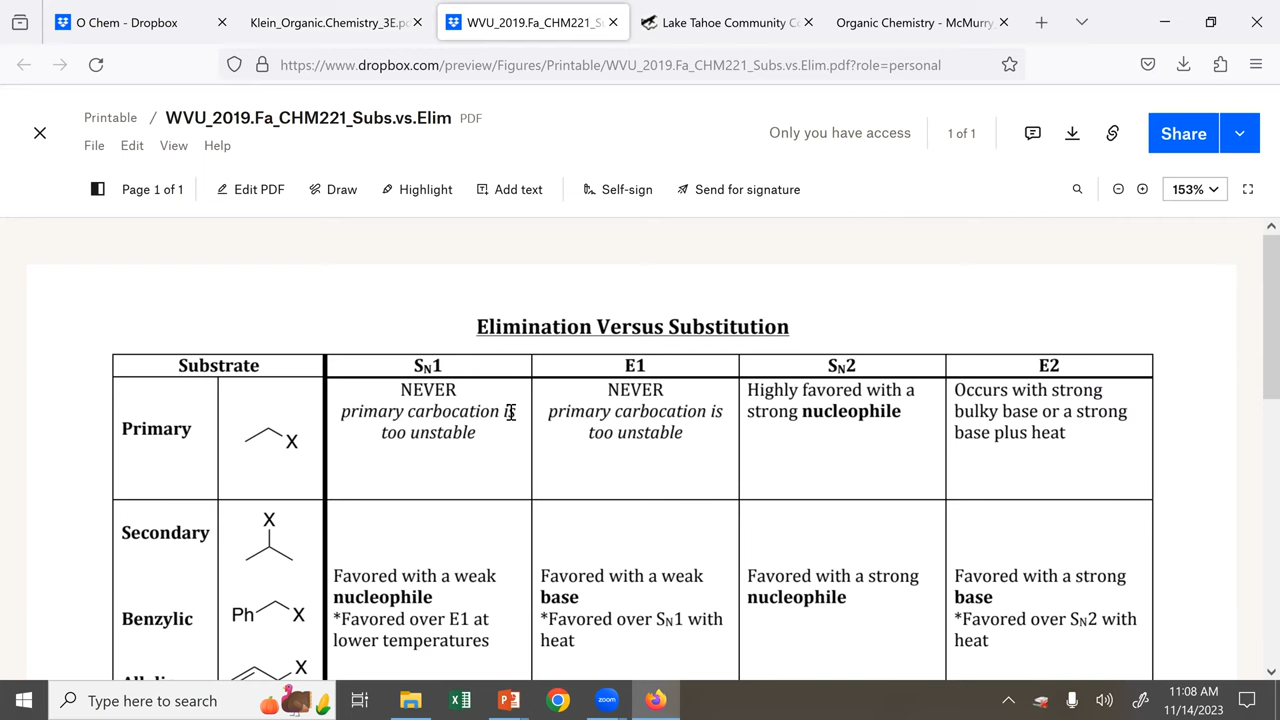 O Chem - Dropbox
Klein_Organic.Chemistry_3E.p
WVU_2019.Fa_CHM221_S
Lake Tahoe Community C
Organic Chemistry - McMurry
https://www.dropbox.com/preview/Figures/Printable/WVU_2019.Fa_CHM221_Subs.vs.Elim.pdf?role=personal
Printable / WVU_2019.Fa_CHM221_Subs.vs.Elim PDF
File Edit View Help
Only you have access
1 of 1
Share
Page 1 of 1
Edit PDF
Draw
Highlight
Add text
Self-sign
Send for signature
153%
Elimination Versus Substitution
Substrate
SN1
E1
SN2
E2
Primary
X
NEVER
primary carbocation is
too unstable
NEVER
primary carbocation is
too unstable
Highly favored with a
strong nucleophile
Occurs with strong
bulky base or a strong
base plus heat
Secondary
X
Benzylic
Ph X
X
Favored with a weak
nucleophile
*Favored over E1 at
lower temperatures
Favored with a weak
base
*Favored over SN1 with
heat
Favored with a strong
nucleophile
Favored with a strong
base
*Favored over SN2 with
heat
Type here to search
11:08 AM
11/14/2023